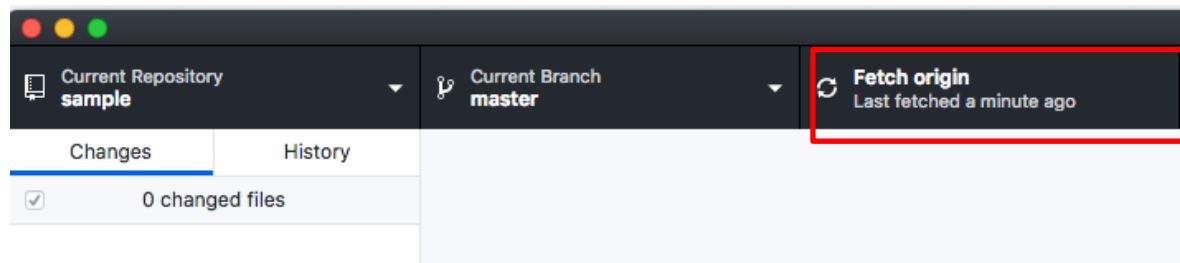 Current Repository
sample
Current Branch
master
Fetch origin
Last fetched a minute ago
Changes
History
0 changed files